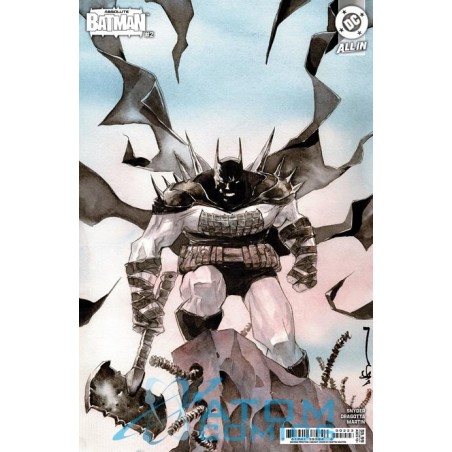 ABSOLUTE
BATMAN #2
DC
ALL IN
SNYDER
DRAGOTTA
MARTIN
ATOM
COMICS